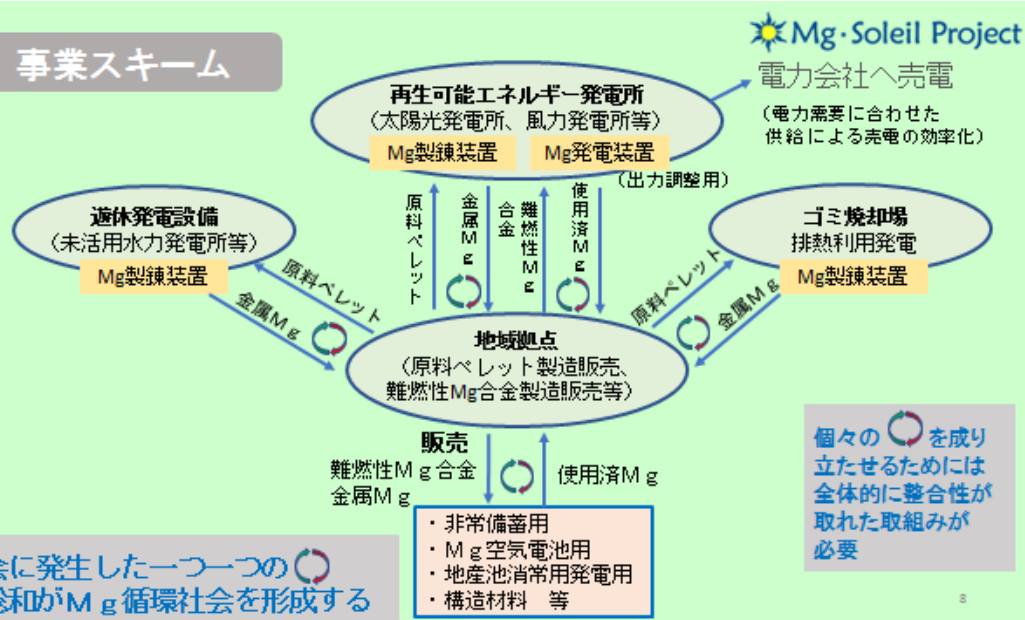 事業スキーム
Mg・Soleil Project
電力会社へ売電
（電力需要に合わせた
供給による売電の効率化）
再生可能エネルギー発電所
（太陽光発電所、風力発電所等）
Mg製錬装置
Mg発電装置
（出力調整用）
遊休発電設備
（未活用水力発電所等）
Mg製錬装置
ゴミ焼却場
排熱利用発電
Mg製錬装置
原料ペレット
金属Ｍｇ
原料ペレット
金属Ｍｇ
難燃性Ｍｇ
合金
使用済Ｍｇ
原料ペレット
金属Ｍｇ
地域拠点
（原料ペレット製造販売、
難燃性Mg合金製造販売等）
販売
難燃性Ｍｇ合金
金属Ｍｇ
使用済Ｍｇ
・非常備蓄用
・Ｍｇ空気電池用
・地産池消常用発電用
・構造材料　等
個々の を成り
立たせるためには
全体的に整合性が
取れた取組みが
必要
会に発生した一つ一つの
総和がＭｇ循環社会を形成する
8